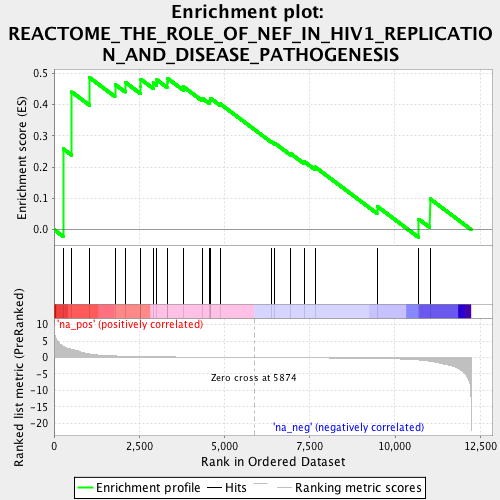 Enrichment plot:
REACTOME_THE_ROLE_OF_NEF_IN_HIV1_REPLICATIO
N_AND_DISEASE_PATHOGENESIS
Enrichment score (ES)
0.5
0.4
0.3
0.2
0.1
0.0
'na_pos' (positively correlated)
Ranked list metric (PreRanked)
10
5
0
-5
-10
-15
-20
Zero cross at 5874
'na_neg' (negatively correlated)
0
2,500
5,000
7,500
10,000
12,500
Rank in Ordered Dataset
Enrichment profile
Hits
Ranking metric scores